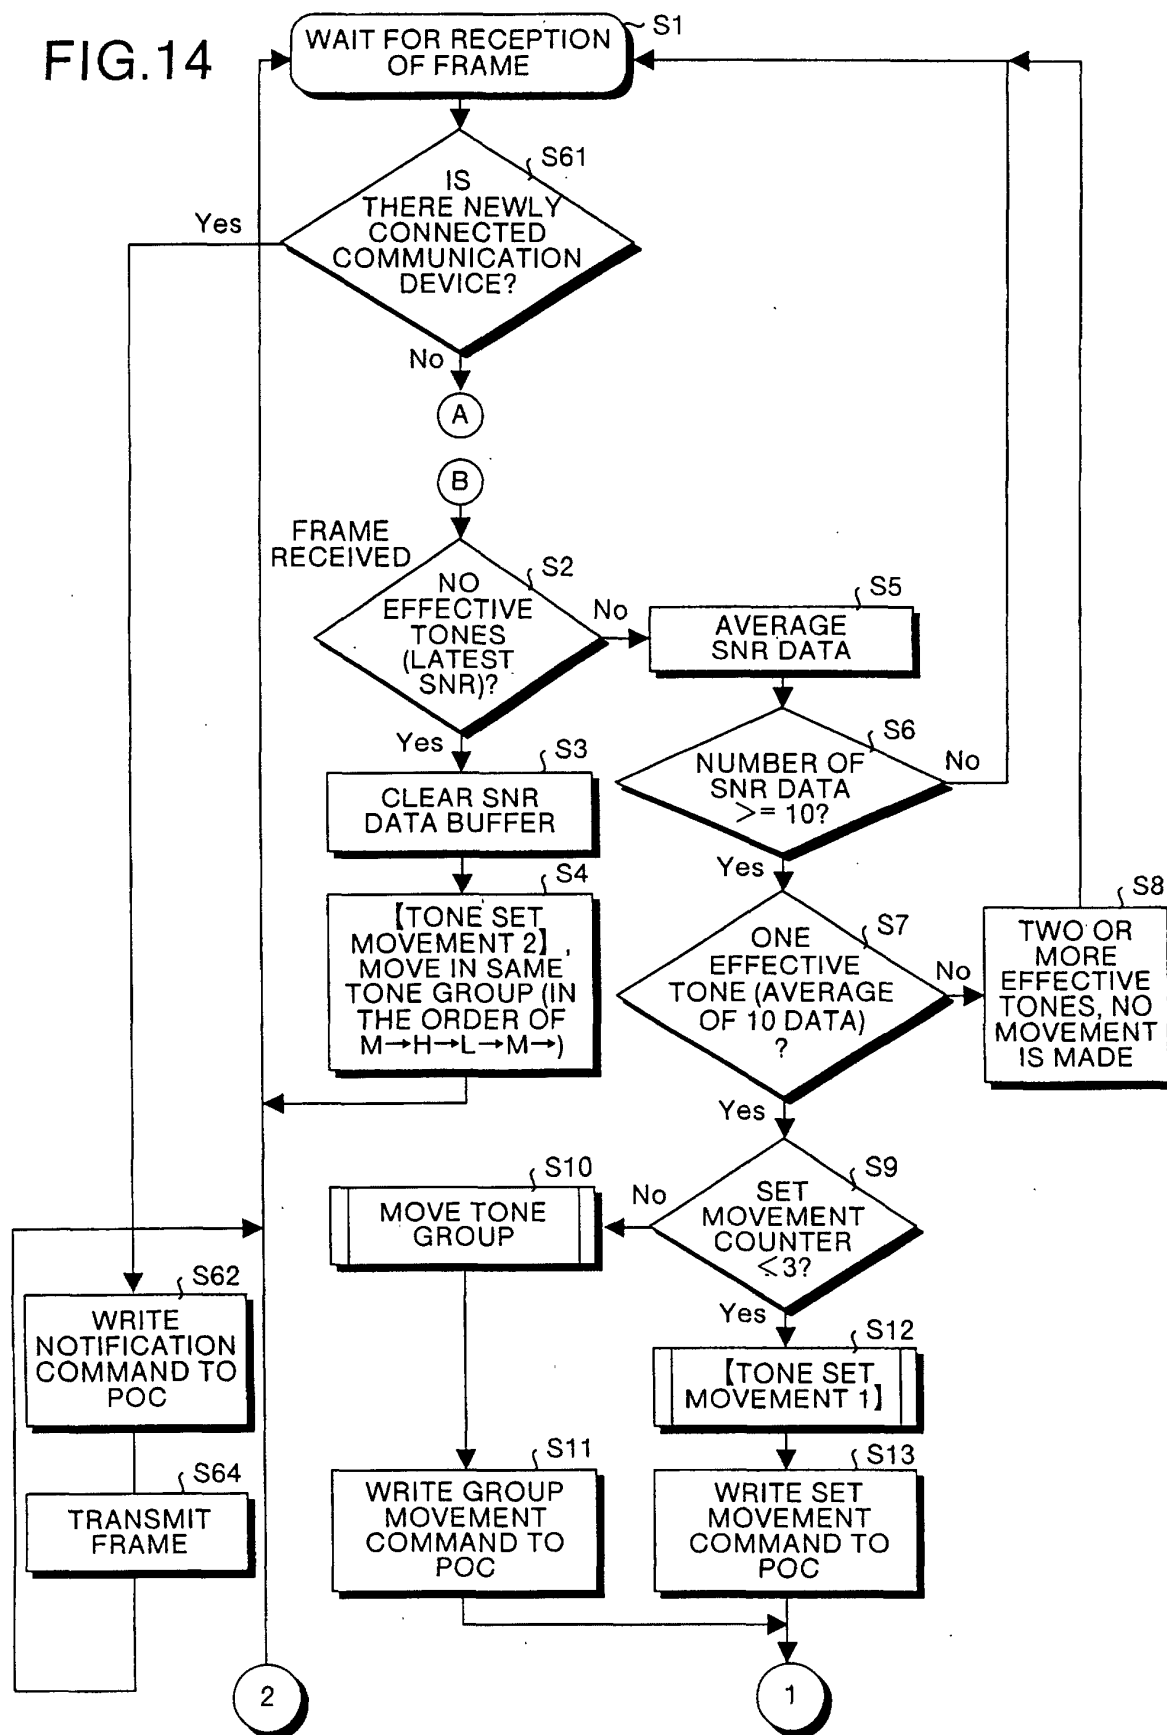 FIG.14
S1
WAIT FOR RECEPTION
OF FRAME
S61
IS
THERE NEWLY
CONNECTED
COMMUNICATION
DEVICE?
Yes
No
A
B
FRAME
RECEIVED
S2
NO
EFFECTIVE
TONES
(LATEST
SNR)?
No
Yes
S5
AVERAGE
SNR DATA
S6
NUMBER OF
SNR DATA
>= 10?
No
Yes
S3
CLEAR SNR
DATA BUFFER
S4
【TONE SET
MOVEMENT 2】,
MOVE IN SAME
TONE GROUP (IN
THE ORDER OF
M→H→L→M→)
S7
ONE
EFFECTIVE
TONE (AVERAGE
OF 10 DATA)
?
No
Yes
S8
TWO OR
MORE
EFFECTIVE
TONES, NO
MOVEMENT
IS MADE
S9
SET
MOVEMENT
COUNTER
≤3?
No
Yes
S10
MOVE TONE
GROUP
S62
WRITE
NOTIFICATION
COMMAND TO
POC
S12
【TONE SET
MOVEMENT 1】
S64
TRANSMIT
FRAME
S11
WRITE GROUP
MOVEMENT
COMMAND TO
POC
S13
WRITE SET
MOVEMENT
COMMAND TO
POC
2
1